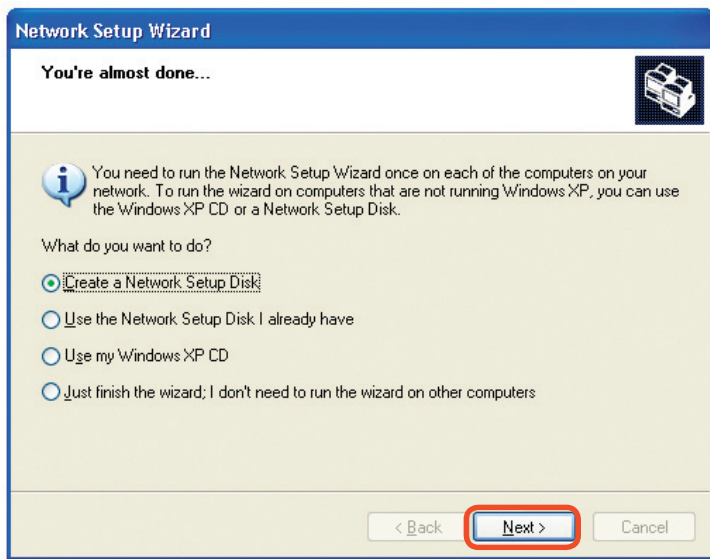 Network Setup Wizard
You're almost done...
You need to run the Network Setup Wizard once on each of the computers on your
network. To run the wizard on computers that are not running Windows XP, you can use
the Windows XP CD or a Network Setup Disk.
What do you want to do?
Create a Network Setup Disk
Use the Network Setup Disk I already have
Use my Windows XP CD
Just finish the wizard; I don't need to run the wizard on other computers
< Back
Next >
Cancel